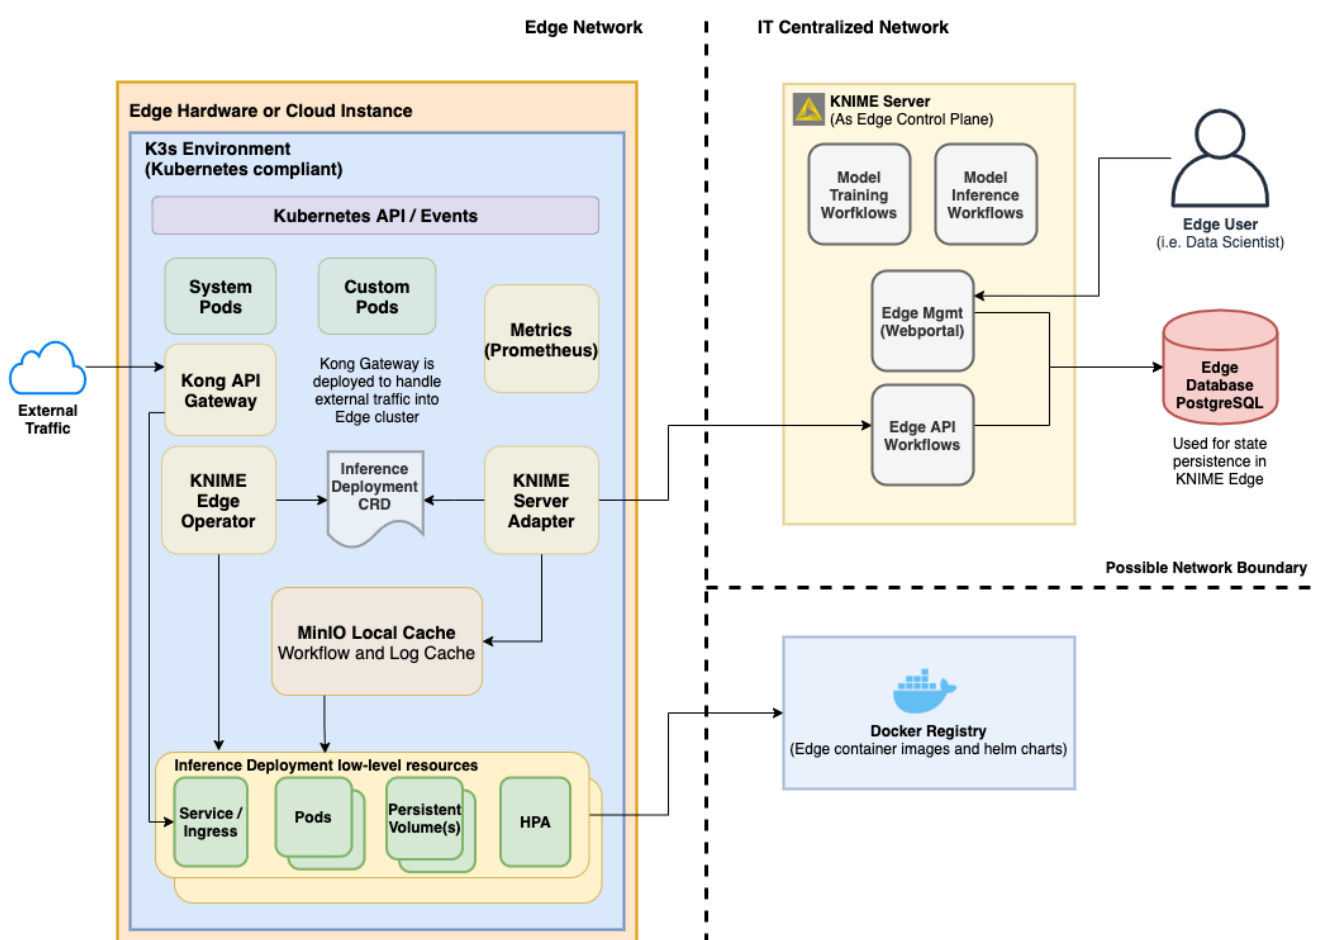 Edge Network
IT Centralized Network
Edge Hardware or Cloud Instance
K3s Environment
(Kubernetes compliant)
Kubernetes API / Events
System
Pods
Custom
Pods
Metrics
(Prometheus)
External
Traffic
Kong API
Gateway
Kong Gateway is
deployed to handle
external traffic into
Edge cluster
KNIME
Edge
Operator
Inference
Deployment
CRD
KNIME
Server
Adapter
MinIO Local Cache
Workflow and Log Cache
Inference Deployment low-level resources
Service /
Ingress
Pods
Persistent
Volume(s)
HPA
KNIME Server
(As Edge Control Plane)
Model
Training
Worfklows
Model
Inference
Workflows
Edge Mgmt
(Webportal)
Edge API
Workflows
Edge User
(i.e. Data Scientist)
Edge
Database
PostgreSQL
Used for state
persistence in
KNIME Edge
Possible Network Boundary
Docker Registry
(Edge container images and helm charts)